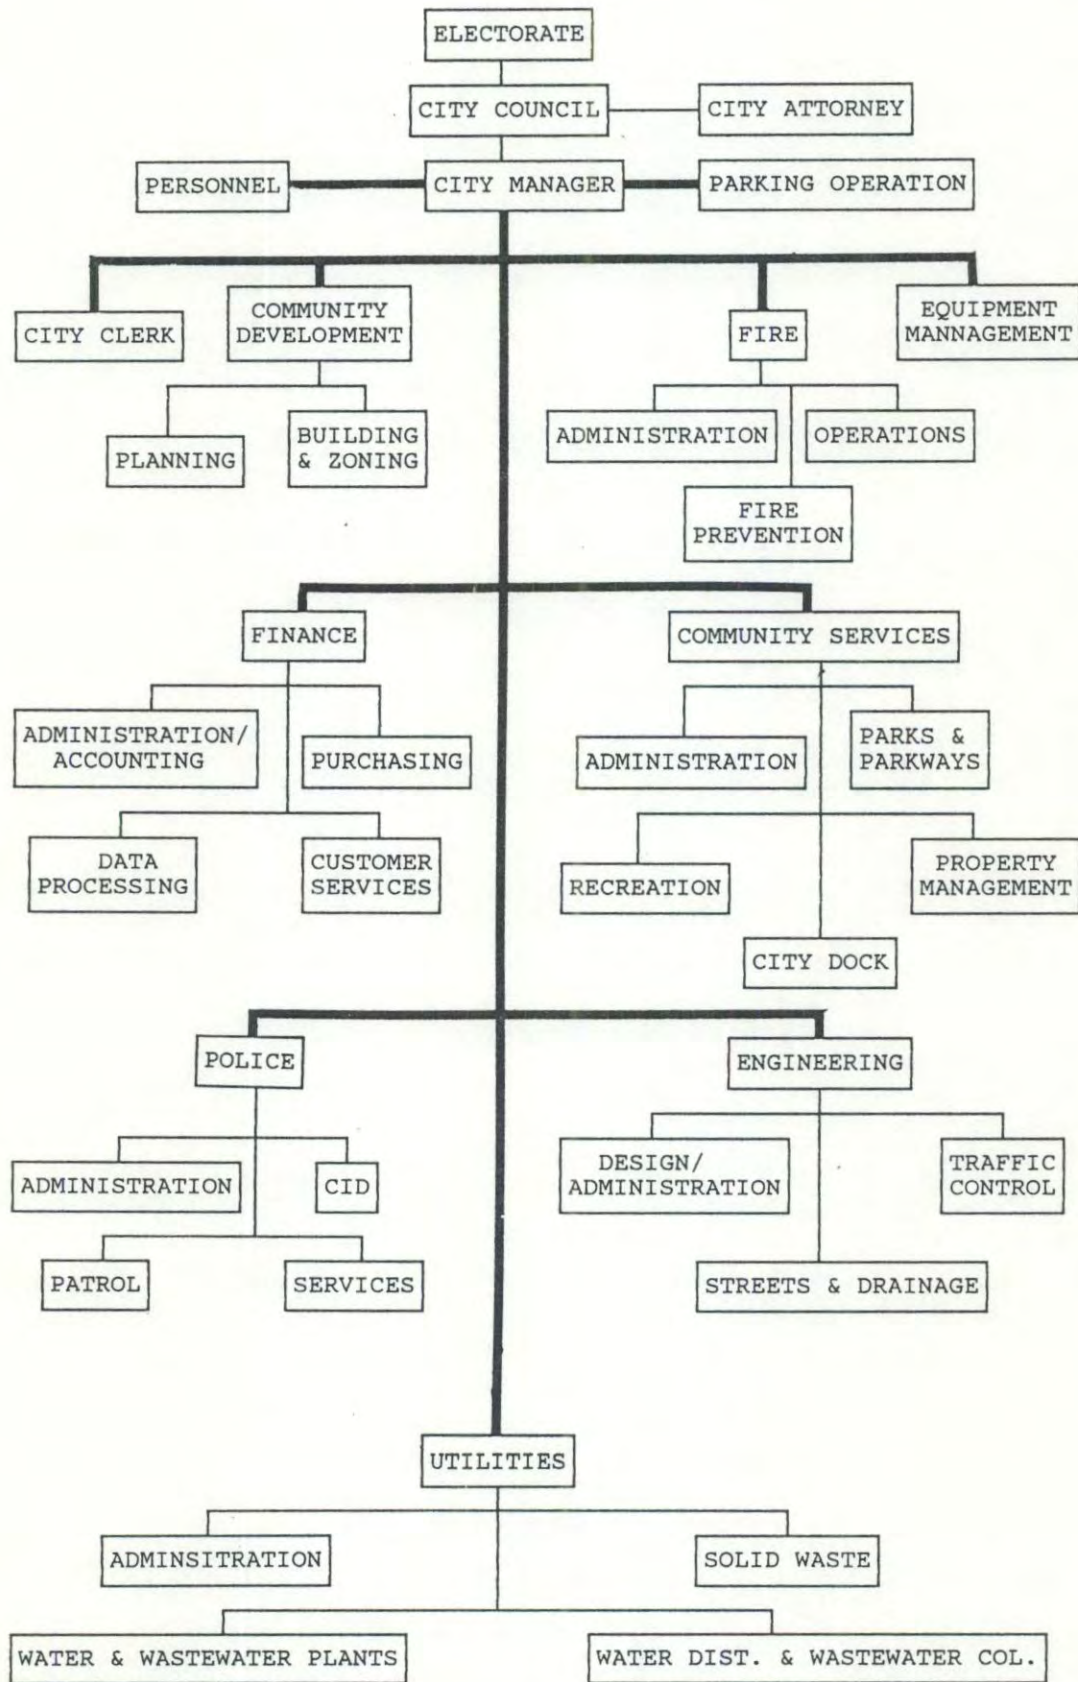 ELECTORATE
CITY COUNCIL
CITY ATTORNEY
PERSONNEL
CITY MANAGER
PARKING OPERATION
CITY CLERK
COMMUNITY
DEVELOPMENT
FIRE
EQUIPMENT
MANNAGEMENT
PLANNING
BUILDING
& ZONING
ADMINISTRATION
OPERATIONS
FIRE
PREVENTION
FINANCE
COMMUNITY SERVICES
ADMINISTRATION/
ACCOUNTING
PURCHASING
ADMINISTRATION
PARKS &
PARKWAYS
DATA
PROCESSING
CUSTOMER
SERVICES
RECREATION
PROPERTY
MANAGEMENT
CITY DOCK
POLICE
ENGINEERING
ADMINISTRATION
CID
DESIGN/
ADMINISTRATION
TRAFFIC
CONTROL
PATROL
SERVICES
STREETS & DRAINAGE
UTILITIES
ADMINSITRATION
SOLID WASTE
WATER & WASTEWATER PLANTS
WATER DIST. & WASTEWATER COL.